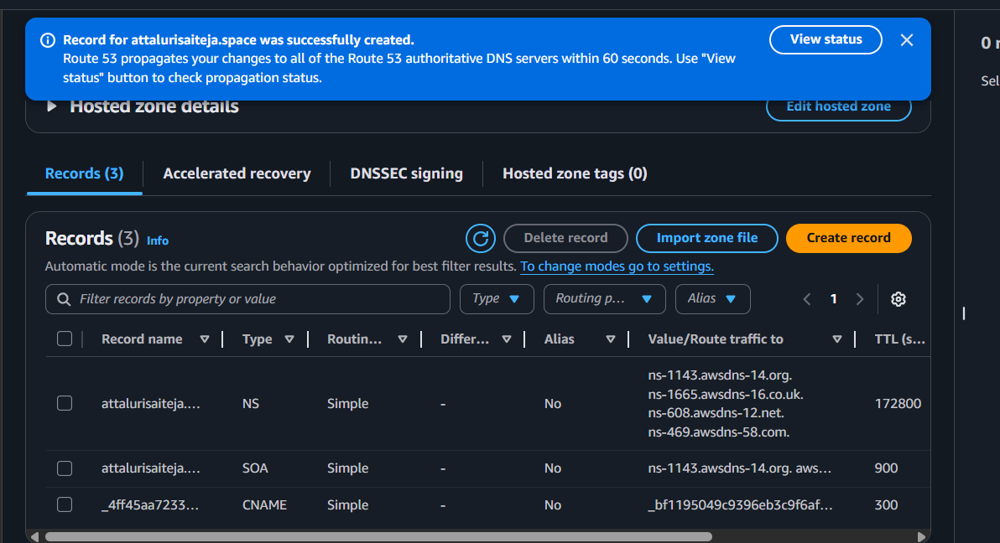 Record for attalurisaiteja.space was successfully created.
Route 53 propagates your changes to all of the Route 53 authoritative DNS servers within 60 seconds. Use "View
status" button to check propagation status.
View status
0
Sel
Hosted zone details
Edit hosted zone
Records (3)
Accelerated recovery
DNSSEC signing
Hosted zone tags (0)
Records (3) Info
Delete record
Import zone file
Create record
Automatic mode is the current search behavior optimized for best filter results. To change modes go to settings.
Filter records by property or value
Type
Routing p...
Alias
1
Record name
Type
Routin...
Differ...
Alias
Value/Route traffic to
TTL (s...
attalurisaiteja....
NS
Simple
-
No
ns-1143.awsdns-14.org.
ns-1665.awsdns-16.co.uk.
ns-608.awsdns-12.net.
ns-469.awsdns-58.com.
172800
attalurisaiteja....
SOA
Simple
-
No
ns-1143.awsdns-14.org. aws...
900
_4ff45aa7233...
CNAME
Simple
-
No
_bf1195049c9396eb3c9f6af...
300